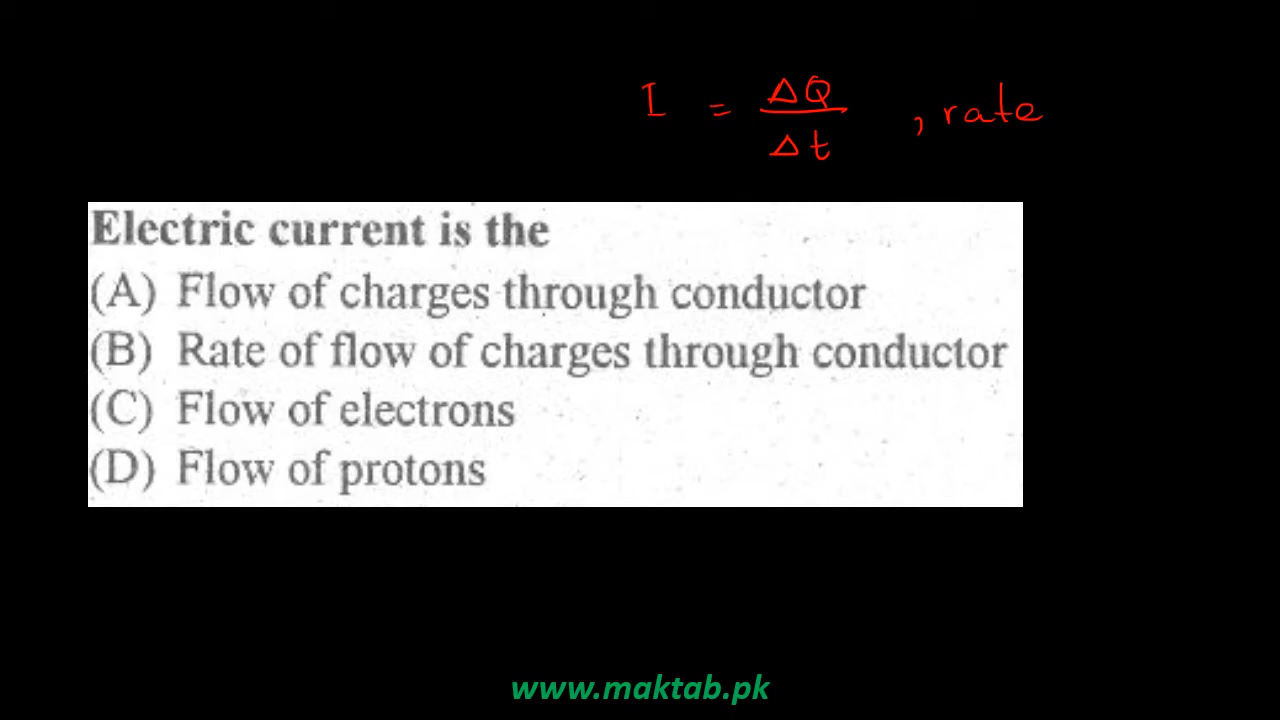 I = ΔQ/Δt , rate
Electric current is the
(A) Flow of charges through conductor
(B) Rate of flow of charges through conductor
(C) Flow of electrons
(D) Flow of protons
www.maktab.pk